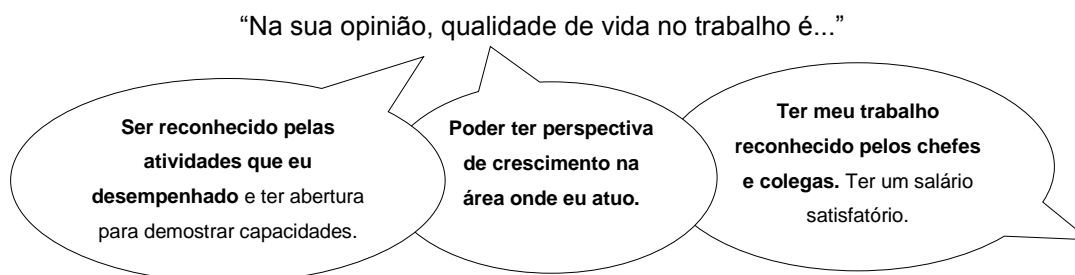 “Na sua opinião, qualidade de vida no trabalho é...”
Ser reconhecido pelas
atividades que eu
desempenhado e ter abertura
para demostrar capacidades.
Poder ter perspectiva
de crescimento na
área onde eu atuo.
Ter meu trabalho
reconhecido pelos chefes
e colegas. Ter um salário
satisfatório.